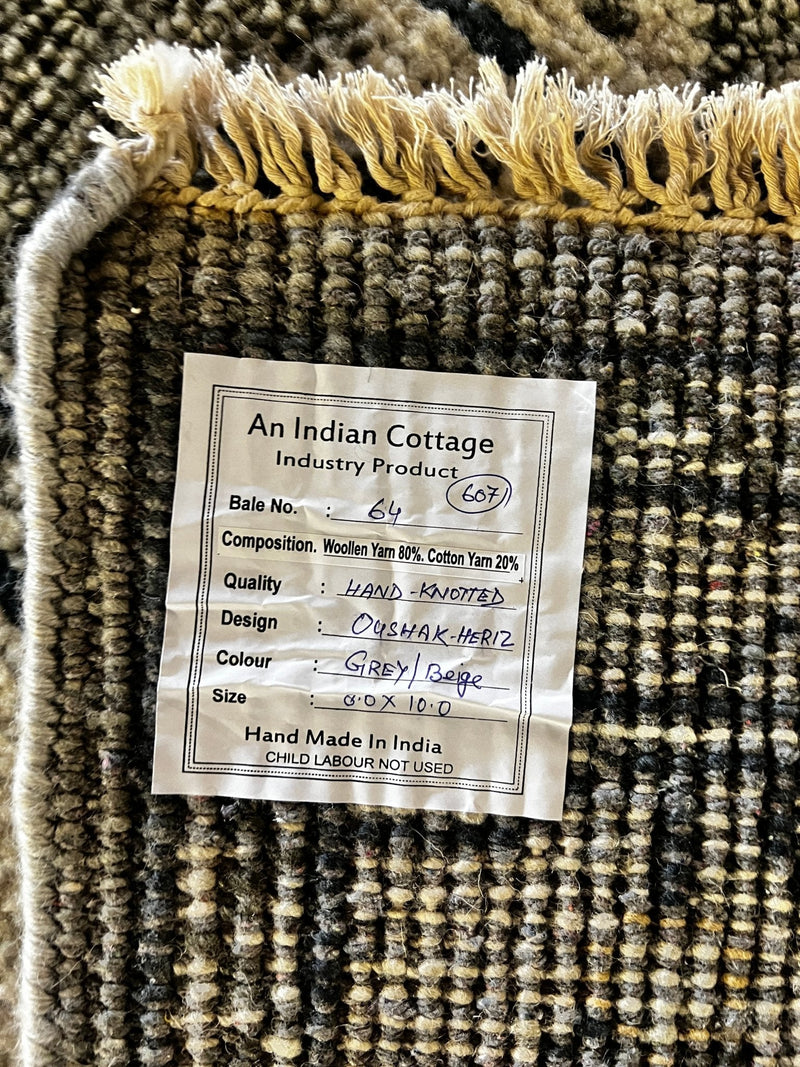 An Indian Cottage
Industry Product
6071
Bale No. : 64
Composition. Woollen Yarn 80%. Cotton Yarn 20%
Quality : HAND-KNOTTED
Design : OUSHAK-HERIZ
Colour : GREY/Beige
Size : 8.0 X 10.0
Hand Made In India
CHILD LABOUR NOT USED